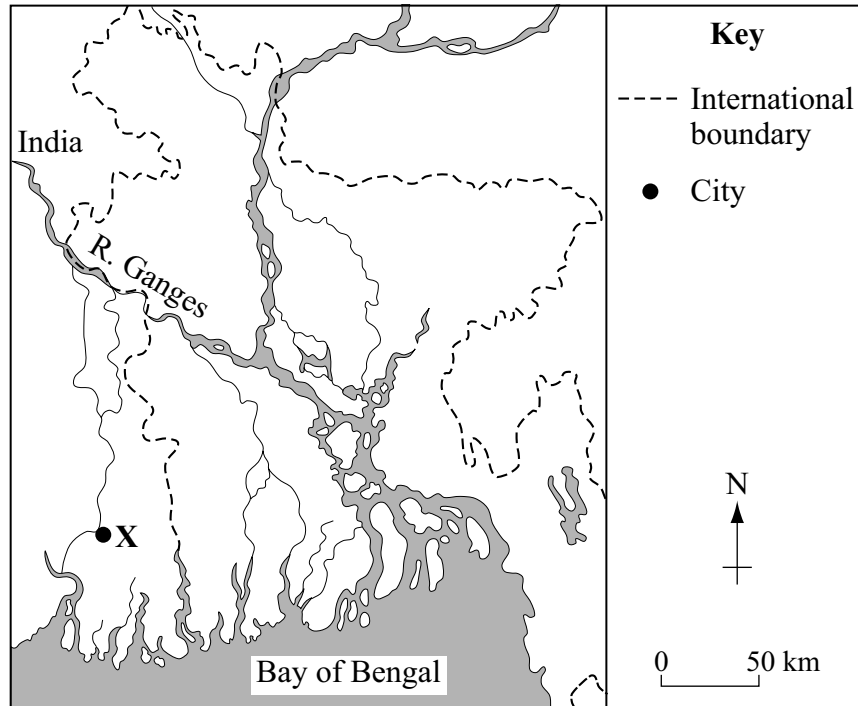 India
R. Ganges
X
Bay of Bengal
Key
International
boundary
City
N
0 50 km